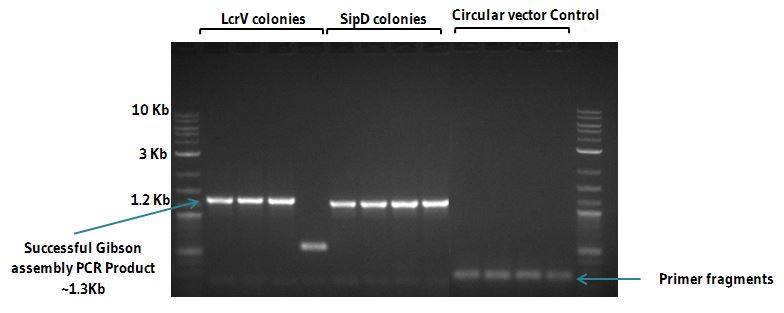 LcrV colonies
SipD colonies
Circular vector Control
10 Kb
3 Kb
1.2 Kb
Successful Gibson
assembly PCR Product
~1.3Kb
Primer fragments